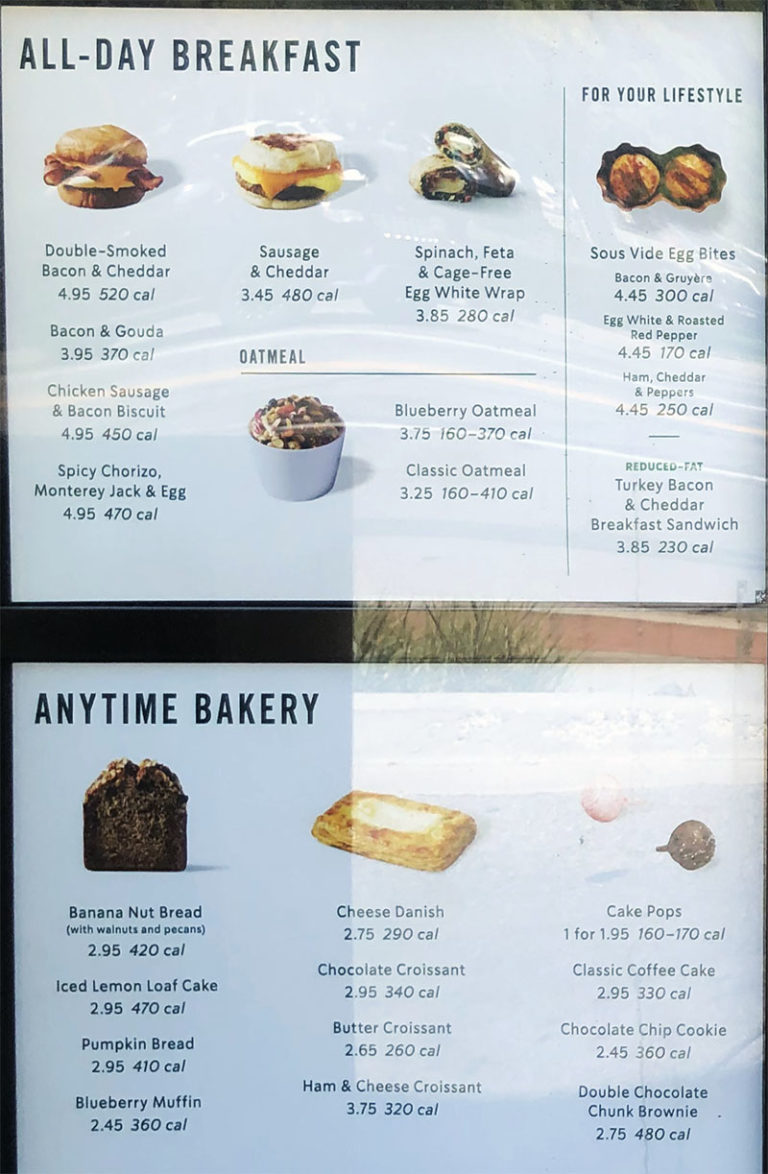 ALL-DAY BREAKFAST
Double-Smoked
Bacon & Cheddar
4.95 520 cal
Bacon & Gouda
3.95 370 cal
Chicken Sausage
& Bacon Biscuit
4.95 450 cal
Spicy Chorizo,
Monterey Jack & Egg
4.95 470 cal
Sausage
& Cheddar
3.45 480 cal
Spinach, Feta
& Cage-Free
Egg White Wrap
3.85 280 cal
OATMEAL
Blueberry Oatmeal
3.75 160–370 cal
Classic Oatmeal
3.25 160–410 cal
FOR YOUR LIFESTYLE
Sous Vide Egg Bites
Bacon & Gruyère
4.45 300 cal
Egg White & Roasted
Red Pepper
4.45 170 cal
Ham, Cheddar
& Peppers
4.45 250 cal
REDUCED-FAT
Turkey Bacon
& Cheddar
Breakfast Sandwich
3.85 230 cal
ANYTIME BAKERY
Banana Nut Bread
(with walnuts and pecans)
2.95 420 cal
Iced Lemon Loaf Cake
2.95 470 cal
Pumpkin Bread
2.95 410 cal
Blueberry Muffin
2.45 360 cal
Cheese Danish
2.75 290 cal
Chocolate Croissant
2.95 340 cal
Butter Croissant
2.65 260 cal
Ham & Cheese Croissant
3.75 320 cal
Cake Pops
1 for 1.95 160–170 cal
Classic Coffee Cake
2.95 330 cal
Chocolate Chip Cookie
2.45 360 cal
Double Chocolate
Chunk Brownie
2.75 480 cal